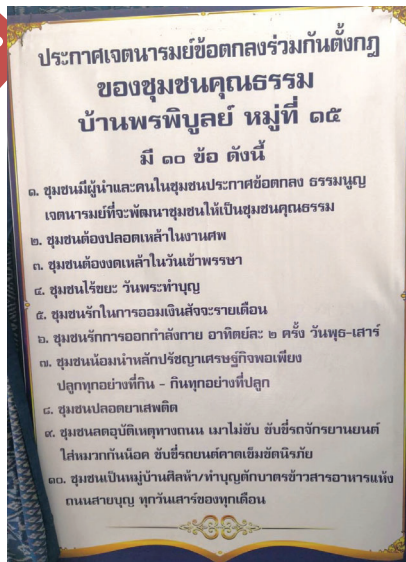 ประกาศเจตนารมย์ข้อตกลงร่วมกันตั้งกฎ
ของชุมชนคุณธรรม
บ้านพรพิบูลย์ หมู่ที่ ๑๕
มี ๑๐ ข้อ ดังนี้
๑. ชุมชนมีผู้นำและคนในชุมชนประกาศข้อตกลง ธรรมนูญ
เจตนารมย์ที่จะพัฒนาชุมชนให้เป็นชุมชนคุณธรรม
๒. ชุมชนต้องปลอดเหล้าในงานศพ
๓. ชุมชนต้องงดเหล้าในวันเข้าพรรษา
๔. ชุมชนไร้ขยะ วันพระทำบุญ
๕. ชุมชนรักในการออมเงินสัจจะรายเดือน
๖. ชุมชนรักการออกกำลังกาย อาทิตย์ละ ๒ ครั้ง วันพุธ-เสาร์
๗. ชุมชนน้อมนำหลักปรัชญาเศรษฐ์กิจพอเพียง
ปลูกทุกอย่างที่กิน - กินทุกอย่างที่ปลูก
๘. ชุมชนปลอดยาเสพติด
๙. ชุมชนลดอุบัติเหตุทางถนน เมาไม่ขับ ขับขี่รถจักรยานยนต์
ใส่หมวกกันน็อค ขับขี่รถยนต์คาดเข็มขัดนิรภัย
๑๐. ชุมชนเป็นหมู่บ้านศีลห้า/ทำบุญตักบาตรข้าวสารอาหารแห้ง
ถนนสายบุญ ทุกวันเสาร์ของทุกเดือน